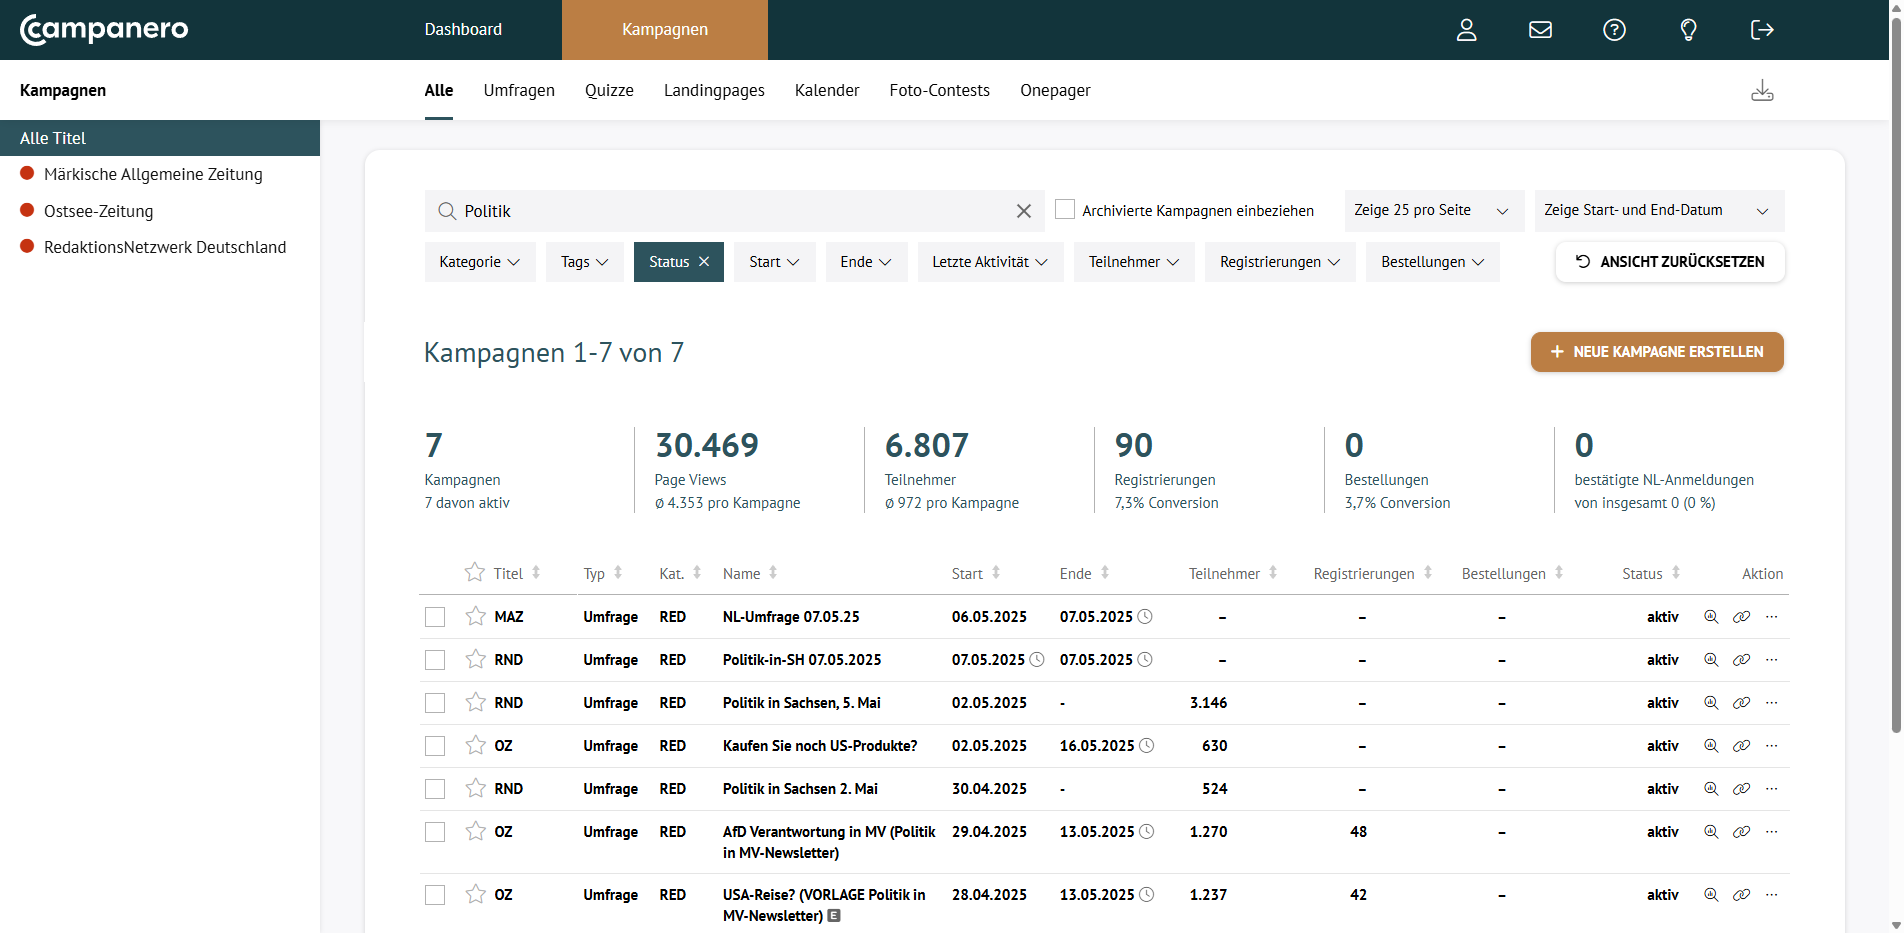 campanero
Dashboard
Kampagnen
Kampagnen
Alle
Umfragen
Quizze
Landingpages
Kalender
Foto-Contests
Onepager
Alle Titel
Märkische Allgemeine Zeitung
Ostsee-Zeitung
RedaktionsNetzwerk Deutschland
Politik
Archivierte Kampagnen einbeziehen
Zeige 25 pro Seite
Zeige Start- und End-Datum
Kategorie
Tags
Status
Start
Ende
Letzte Aktivität
Teilnehmer
Registrierungen
Bestellungen
ANSICHT ZURÜCKSETZEN
Kampagnen 1-7 von 7
NEUE KAMPAGNE ERSTELLEN
7
Kampagnen
7 davon aktiv
30.469
Page Views
ø 4.353 pro Kampagne
6.807
Teilnehmer
ø 972 pro Kampagne
90
Registrierungen
7,3% Conversion
0
Bestellungen
3,7% Conversion
0
bestätigte NL-Anmeldungen
von insgesamt 0 (0 %)
Titel Typ Kat. Name Start Ende Teilnehmer Registrierungen Bestellungen Status Aktion
MAZ Umfrage RED NL-Umfrage 07.05.25 06.05.2025 07.05.2025 – – – aktiv ...
RND Umfrage RED Politik-in-SH 07.05.2025 07.05.2025 07.05.2025 – – – aktiv ...
RND Umfrage RED Politik in Sachsen, 5. Mai 02.05.2025 - 3.146 – – aktiv ...
OZ Umfrage RED Kaufen Sie noch US-Produkte? 02.05.2025 16.05.2025 630 – – aktiv ...
RND Umfrage RED Politik in Sachsen 2. Mai 30.04.2025 - 524 – – aktiv ...
OZ Umfrage RED AfD Verantwortung in MV (Politik 29.04.2025 13.05.2025 1.270 48 – aktiv ...
in MV-Newsletter)
OZ Umfrage RED USA-Reise? (VORLAGE Politik in 28.04.2025 13.05.2025 1.237 42 – aktiv ...
MV-Newsletter) E